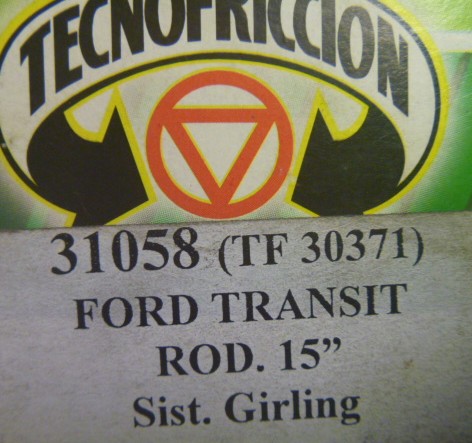 TECNOFRICCION
31058 (TF 30371)
FORD TRANSIT
ROD. 15”
Sist. Girling